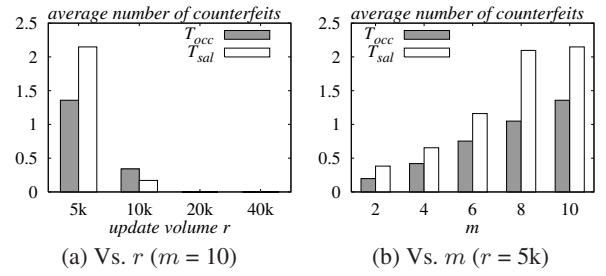 average number of counterfeits
2.5
2
1.5
1
0.5
0
T_occ
T_sal
5k 10k 20k 40k
update volume r
(a) Vs. r (m = 10)
average number of counterfeits
2.5
2
1.5
1
0.5
0
T_occ
T_sal
2 4 6 8 10
m
(b) Vs. m (r = 5k)